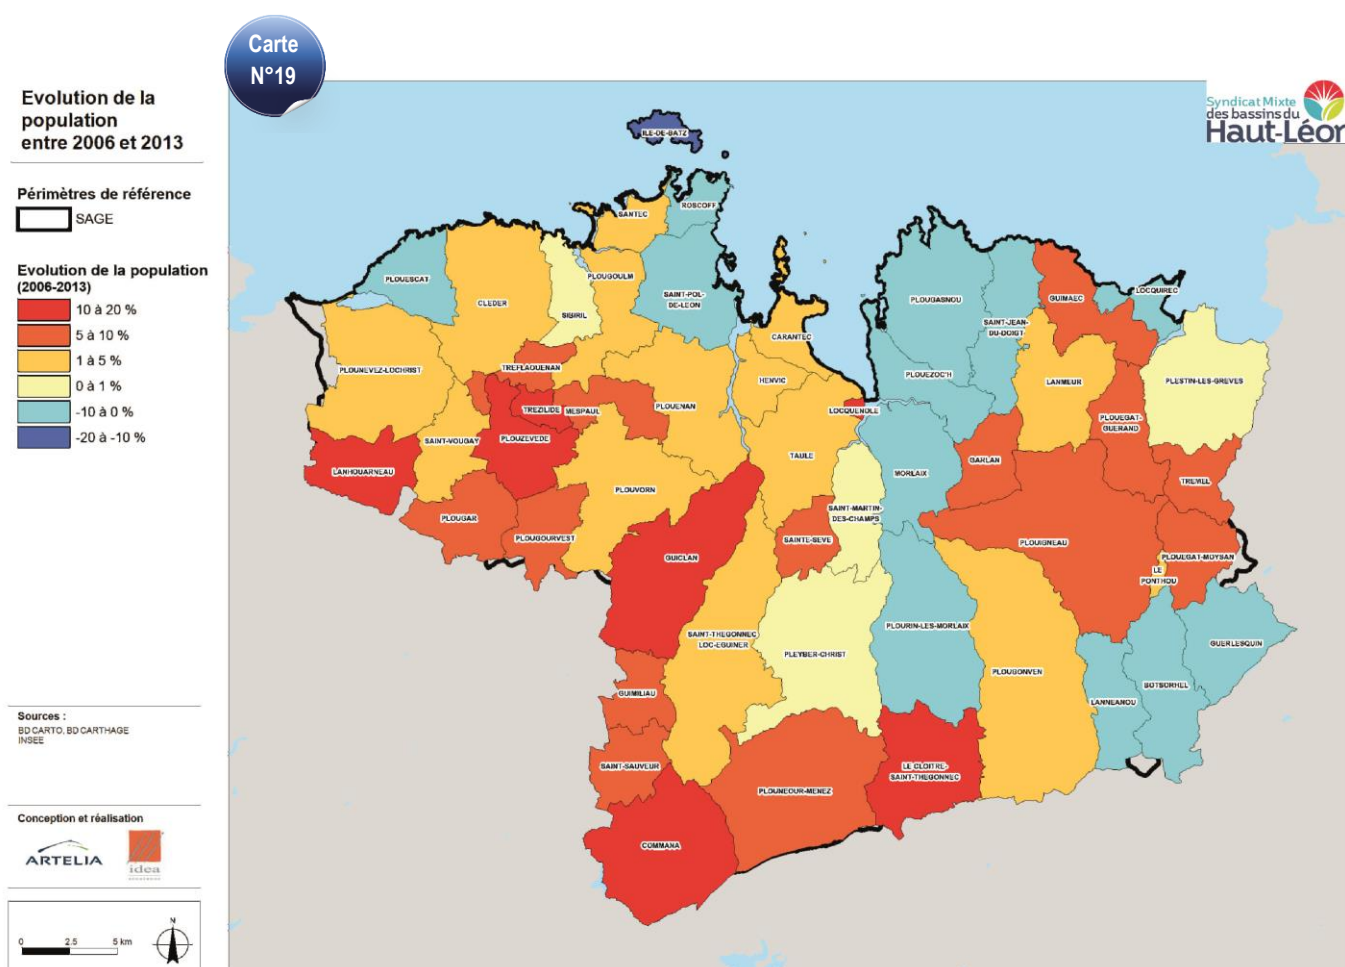 Carte
N°19
Evolution de la
population
entre 2006 et 2013
Périmètres de référence
SAGE
Evolution de la population
(2006-2013)
10 à 20 %
5 à 10 %
1 à 5 %
0 à 1 %
-10 à 0 %
-20 à -10 %
Sources :
BD CARTO, BD CARTHAGE
INSEE
Conception et réalisation
ARTELIA
idea
0 2.5 5 km
N
Syndicat Mixte
des bassins du
Haut-Léon
ILE-DE-BATZ
ROSCOFF
SANTEC
PLOUESCAT
CLEDER
SIBIRIL
PLOUGOULM
SAINT-POL-
DE-LEON
PLOUGASNOU
SAINT-JEAN-
DU-DOIGT
GUIMAEC
LOCQUIREC
CARANTEC
PLOUNEVEZ-LOCHRIST
TREFLAOUENAN
HENVIC
PLOUEZOC'H
LANMEUR
PLESTIN-LES-GREVES
TREZILIDE
MESPAUL
PLOUENAN
LOCQUENOLE
PLOUEGAT-
GUERAND
SAINT-VOUGAY
PLOUZEVEDE
TAULE
LANHOUARNEAU
MORLAIX
GARLAN
TREMEL
PLOUVORN
SAINT-MARTIN-
DES-CHAMPS
PLOUGAR
PLOUGOURVEST
SAINTE-SEVE
PLOUIGNEAU
GUICLAN
PLOUEGAT-MOYSAN
LE
PONTHOU
SAINT-THEGONNEC
LOC-EGUINER
PLEYBER-CHRIST
PLOURIN-LES-MORLAIX
PLOUGONVEN
GUERLESQUIN
BOTSORHEL
LANNEANOU
GUIMILIAU
SAINT-SAUVEUR
LE CLOITRE-
SAINT-THEGONNEC
PLOUNEOUR-MENEZ
COMMANA